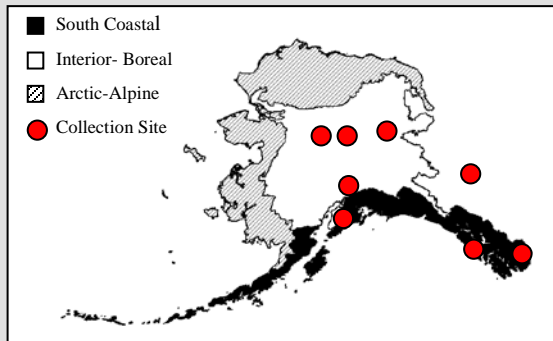 South Coastal
Interior- Boreal
Arctic-Alpine
Collection Site